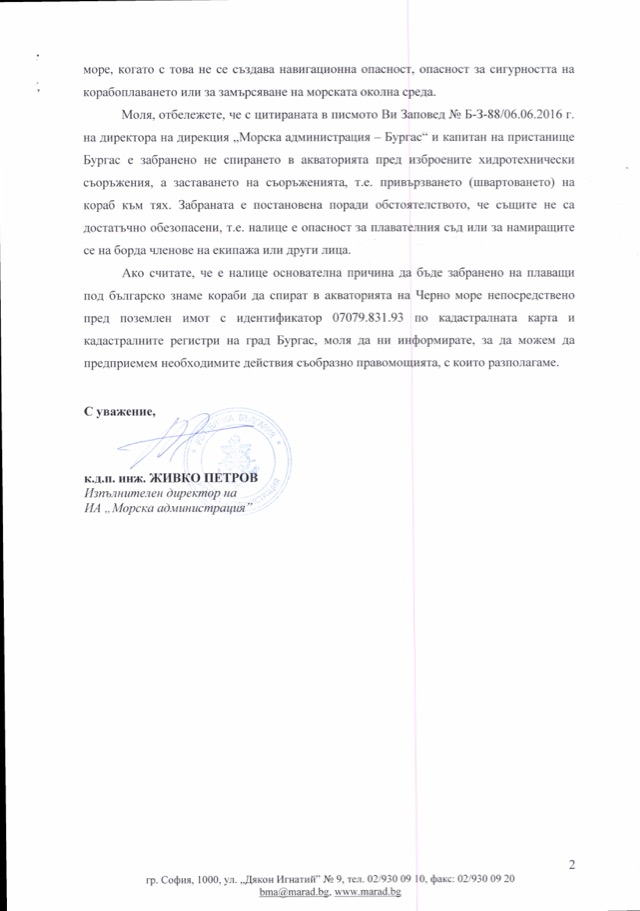 море, когато с това не се създава навигационна опасност, опасност за сигурността на
корабоплаването или за замърсяване на морската околна среда.
Моля, отбележете, че с цитираната в писмото Ви Заповед № Б-З-88/06.06.2016 г.
на директора на дирекция „Морска администрация – Бургас“ и капитан на пристанище
Бургас е забранено не спирането в акваторията пред изброените хидротехнически
съоръжения, а заставането на съоръженията, т.е. привързването (швартоването) на
кораб към тях. Забраната е постановена поради обстоятелството, че същите не са
достатъчно обезопасени, т.е. налице е опасност за плавателния съд или за намиращите
се на борда членове на екипажа или други лица.
Ако считате, че е налице основателна причина да бъде забранено на плаващи
под българско знаме кораби да спират в акваторията на Черно море непосредствено
пред поземлен имот с идентификатор 07079.831.93 по кадастралната карта и
кадастралните регистри на град Бургас, моля да ни информирате, за да можем да
предприемем необходимите действия съобразно правомощията, с които разполагаме.
С уважение,
к.д.п. инж. ЖИВКО ПЕТРОВ
Изпълнителен директор на
ИА „Морска администрация”
2
гр. София, 1000, ул. „Дякон Игнатий” № 9, тел. 02/930 09 10, факс: 02/930 09 20
bma@marad.bg, www.marad.bg